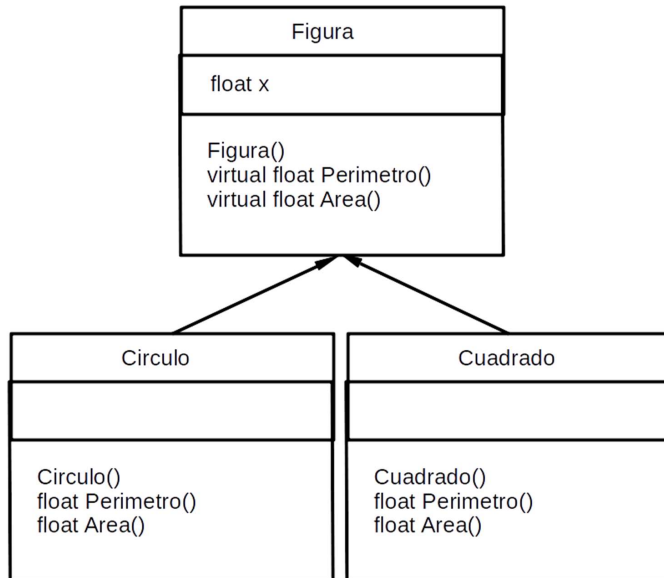 Figura
float x
Figura()
virtual float Perimetro()
virtual float Area()
Circulo
Circulo()
float Perimetro()
float Area()
Cuadrado
Cuadrado()
float Perimetro()
float Area()